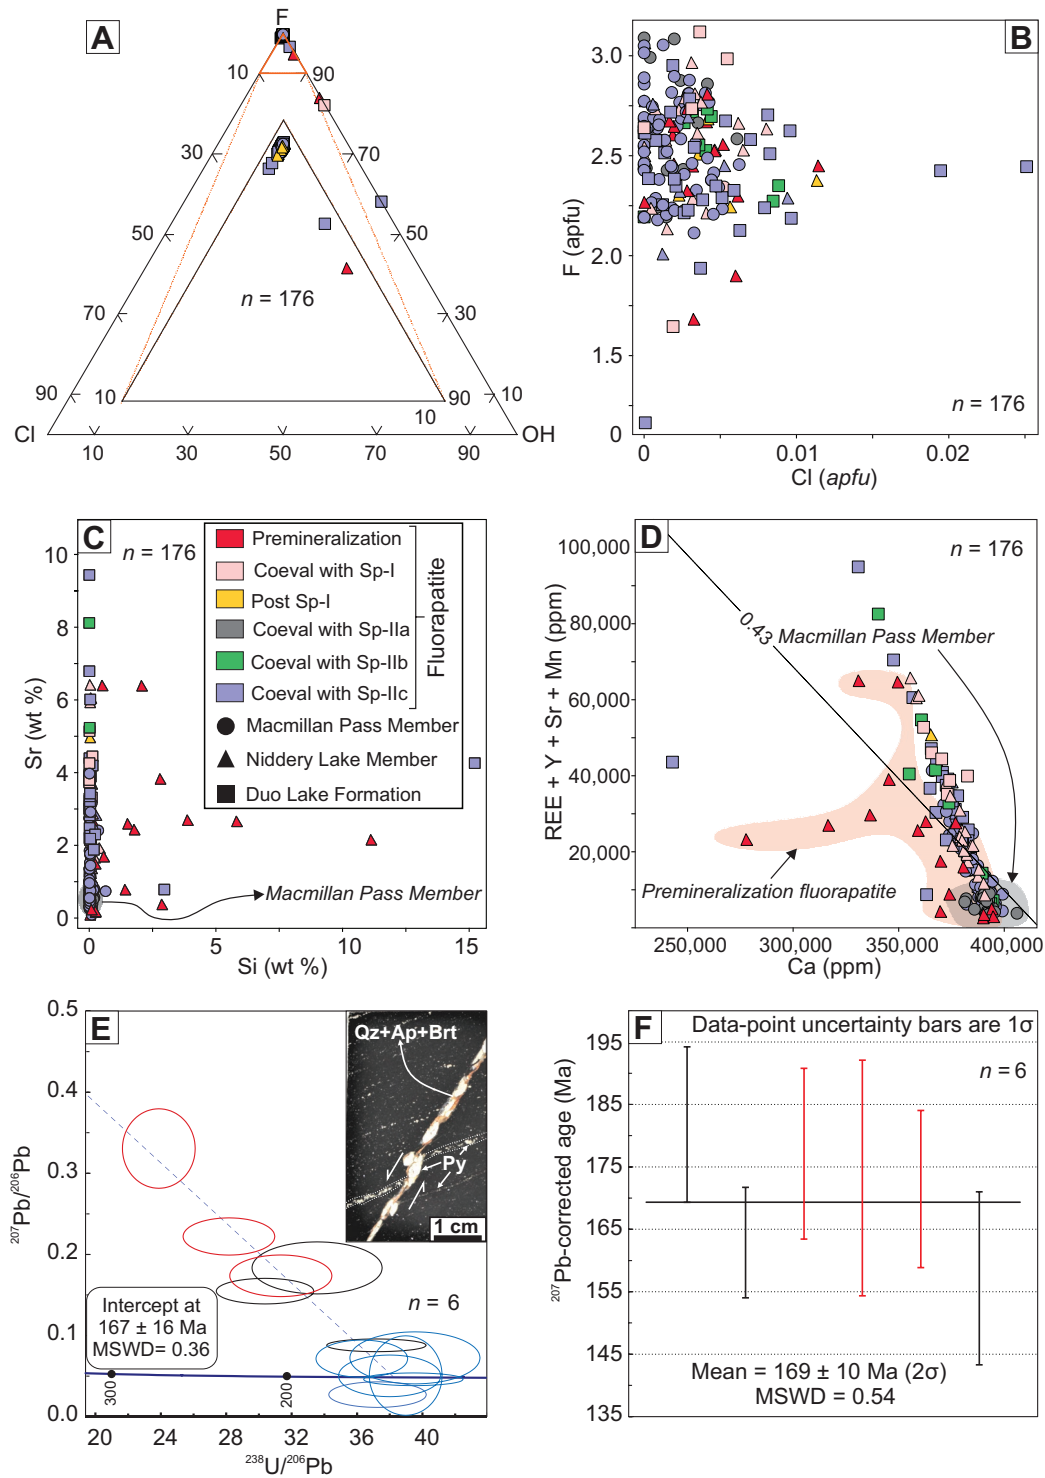 A
F
10
90
30
70
50
50
n = 176
70
30
90
10
10
90
10
Cl
OH
10
30
50
70
90
B
3.0
2.5
2.0
1.5
0
F (apfu)
n = 176
0
0.01
0.02
Cl (apfu)
C
n = 176
10
8
6
4
2
0
Sr (wt %)
Premineralization
Coeval with Sp-I
Post Sp-I
Coeval with Sp-IIa
Coeval with Sp-IIb
Coeval with Sp-IIc
Fluorapatite
Macmillan Pass Member
Niddery Lake Member
Duo Lake Formation
Macmillan Pass Member
0
5
10
15
Si (wt %)
D
n = 176
100,000
80,000
60,000
40,000
20,000
REE + Y + Sr + Mn (ppm)
0.43
Macmillan Pass Member
Premineralization fluorapatite
250,000
300,000
350,000
400,000
Ca (ppm)
E
0.5
0.4
0.3
0.2
0.1
0.0
²⁰⁷Pb/²⁰⁶Pb
Qz+Ap+Brt
Py
1 cm
n = 6
Intercept at
167 ± 16 Ma
MSWD= 0.36
300
200
20
24
28
32
36
40
²³⁸U/²⁰⁶Pb
F
Data-point uncertainty bars are 1σ
n = 6
195
185
175
165
155
145
135
²⁰⁷Pb-corrected age (Ma)
Mean = 169 ± 10 Ma (2σ)
MSWD = 0.54